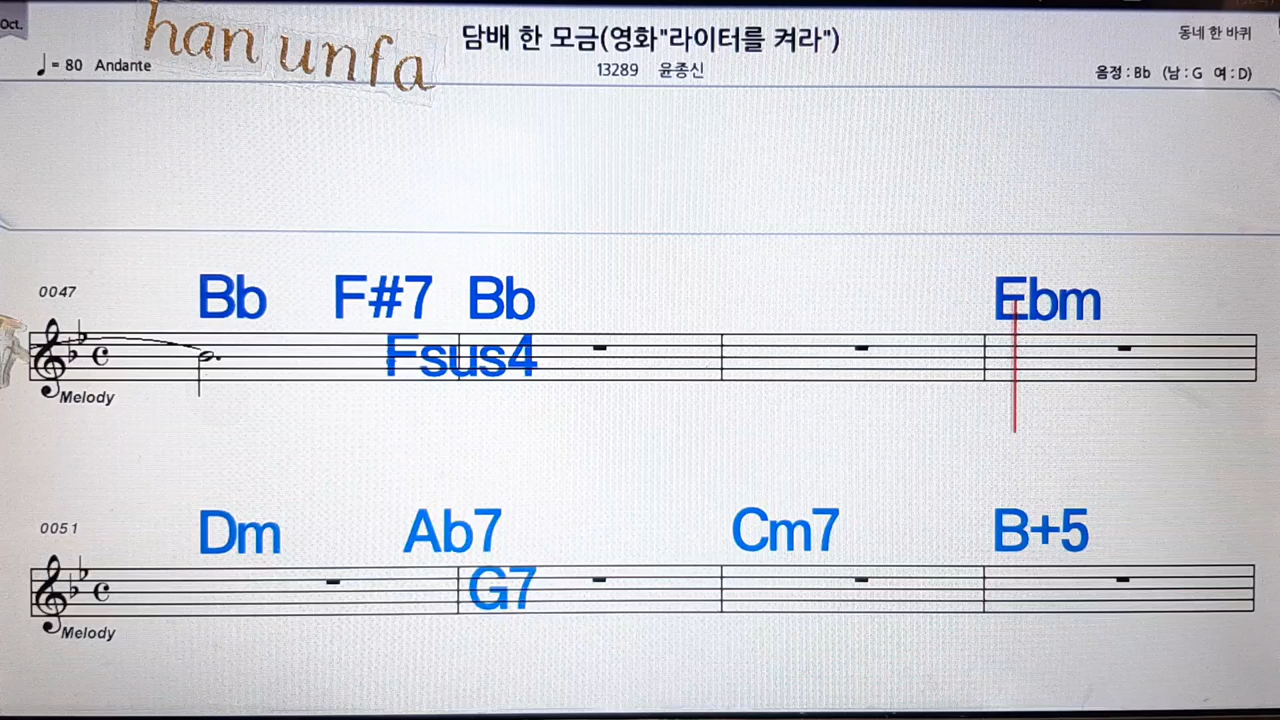 Oct.
han unfa
담배 한 모금(영화"라이터를 켜라")
동네 한 바퀴
♩= 80 Andante
13289 윤종신
음정 : Bb (남 : G 여 : D)
0047
Bb F#7 Bb Ebm
Fsus4
Melody
0051
Dm Ab7 Cm7 B+5
G7
Melody